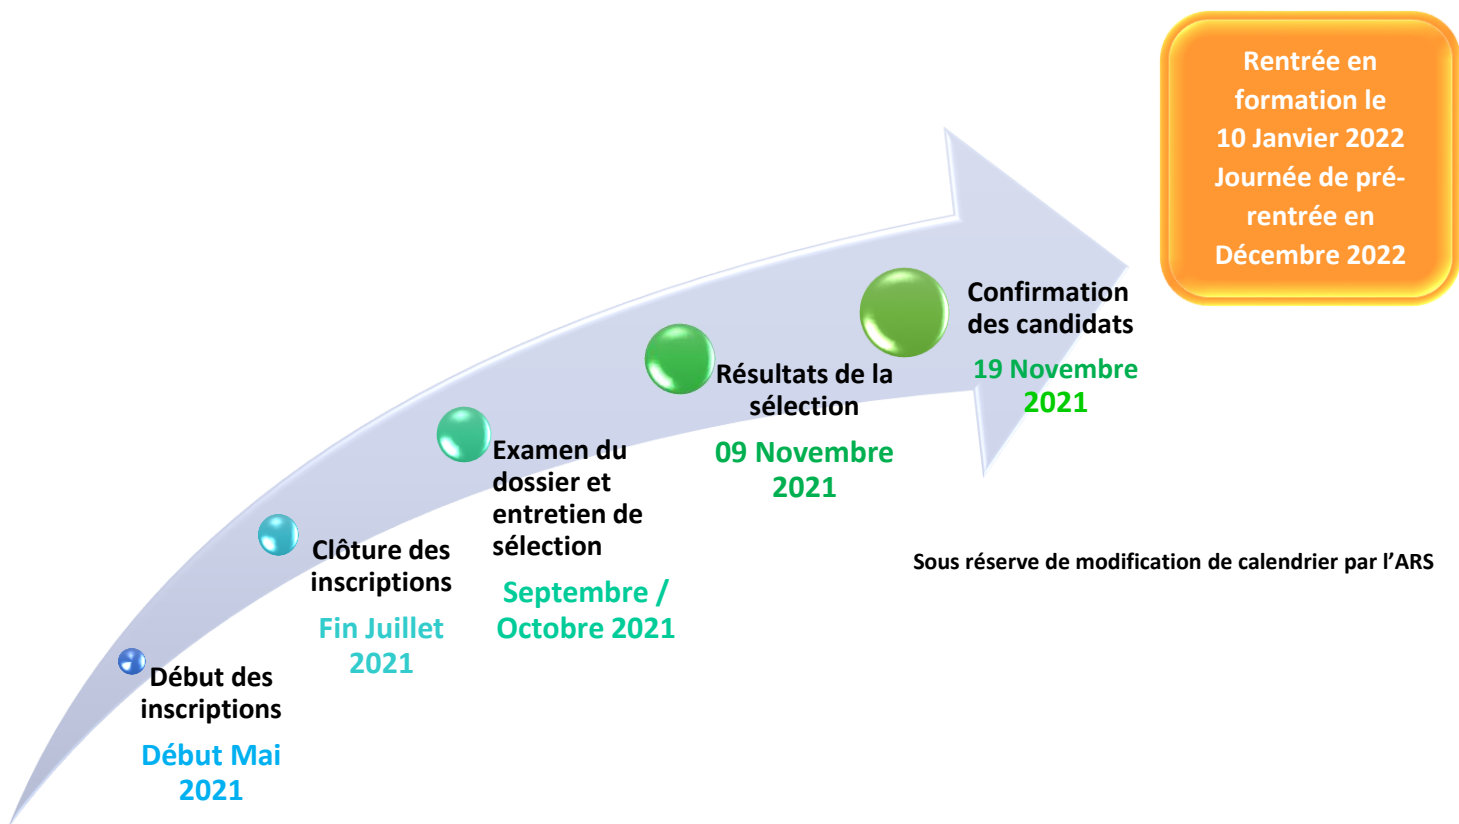 Début des
inscriptions
Début Mai
2021
Clôture des
inscriptions
Fin Juillet
2021
Examen du
dossier et
entretien de
sélection
Septembre /
Octobre 2021
Résultats de la
sélection
09 Novembre
2021
Confirmation
des candidats
19 Novembre
2021
Rentrée en
formation le
10 Janvier 2022
Journée de pré-
rentrée en
Décembre 2022
Sous réserve de modification de calendrier par l’ARS